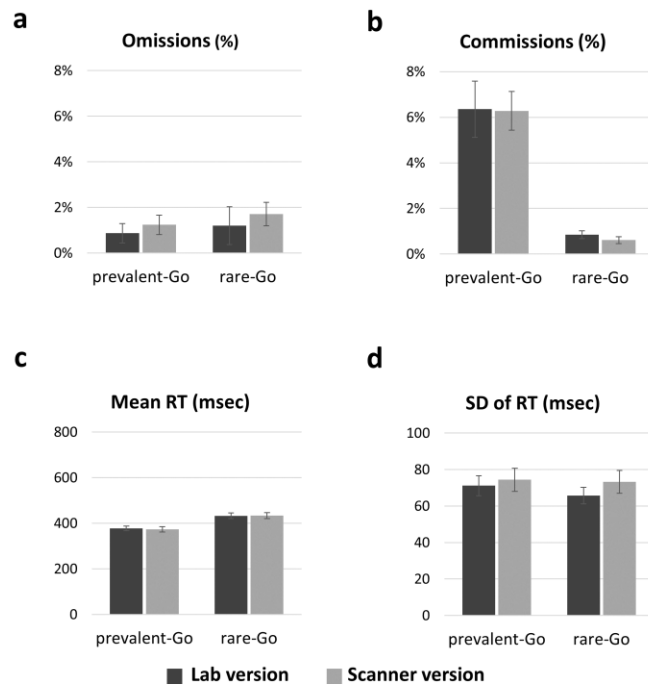 a
Omissions (%)
8%
6%
4%
2%
0%
prevalent-Go rare-Go
b
Commissions (%)
8%
6%
4%
2%
0%
prevalent-Go rare-Go
c
Mean RT (msec)
800
600
400
200
0
prevalent-Go rare-Go
d
SD of RT (msec)
100
80
60
40
20
0
prevalent-Go rare-Go
Lab version Scanner version